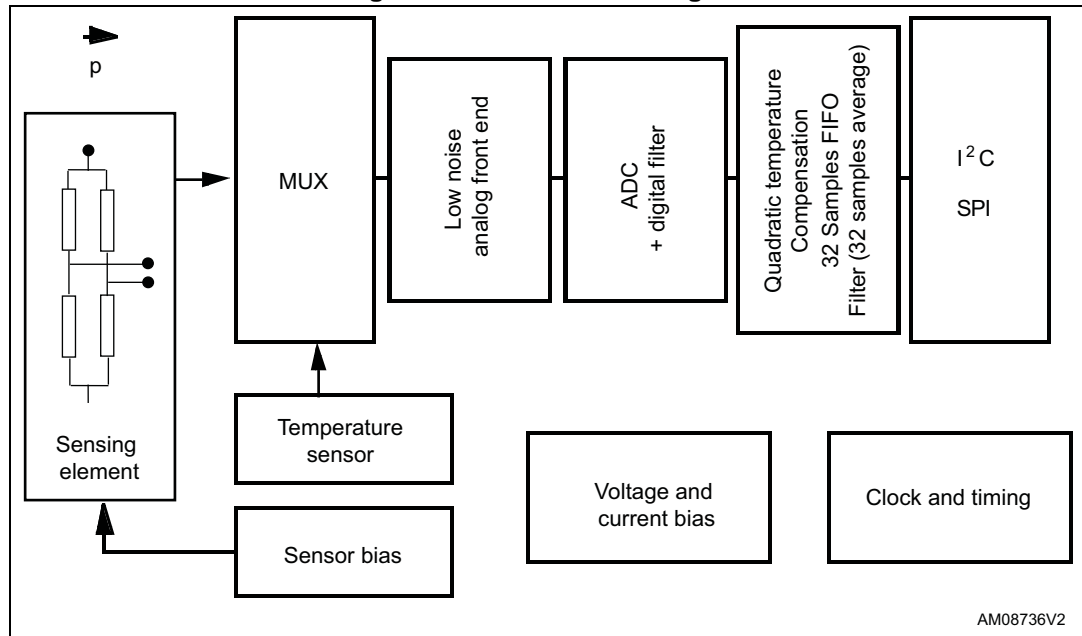 p
Sensing
element
MUX
Low noise
analog front end
ADC
+ digital filter
Quadratic temperature
Compensation
32 Samples FIFO
Filter (32 samples average)
I²C
SPI
Temperature
sensor
Sensor bias
Voltage and
current bias
Clock and timing
AM08736V2